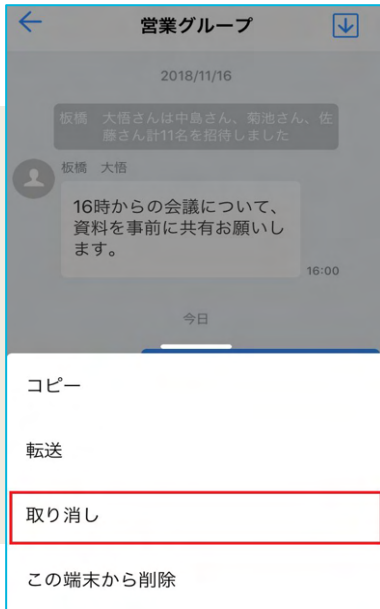 営業グループ
2018/11/16
板橋　大悟さんは中島さん、菊池さん、佐
藤さん計11名を招待しました
板橋　大悟
16時からの会議について、
資料を事前に共有お願いし
ます。
16:00
今日
コピー
転送
取り消し
この端末から削除